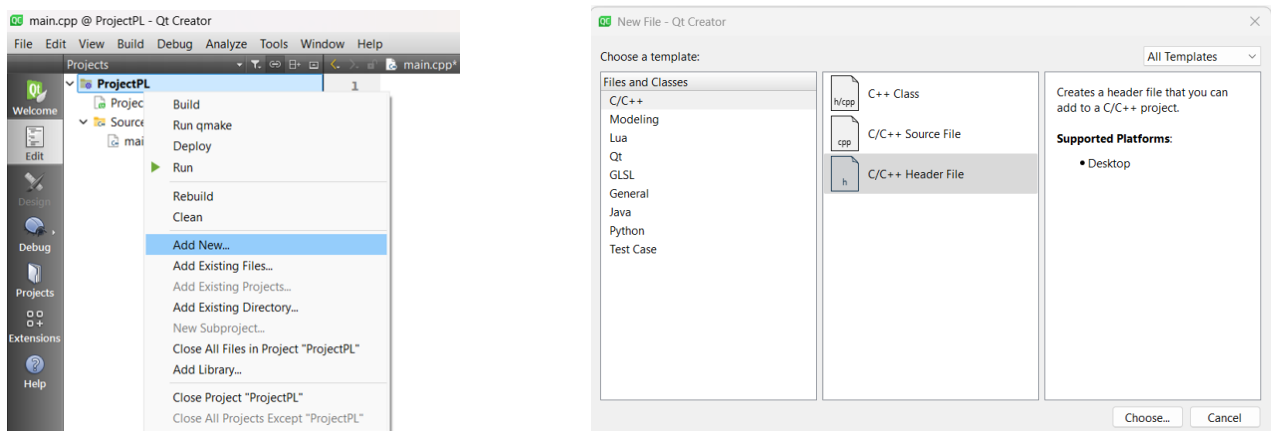 main.cpp @ ProjectPL - Qt Creator
File Edit View Build Debug Analyze Tools Window Help
Projects
main.cpp*
ProjectPL
1
Projec
Source
mai
Welcome
Edit
Design
Debug
Projects
Extensions
Help
Build
Run qmake
Deploy
Run
Rebuild
Clean
Add New...
Add Existing Files...
Add Existing Projects...
Add Existing Directory...
New Subproject...
Close All Files in Project "ProjectPL"
Add Library...
Close Project "ProjectPL"
Close All Projects Except "ProjectPL"
New File - Qt Creator
Choose a template:
All Templates
Files and Classes
C/C++
Modeling
Lua
Qt
GLSL
General
Java
Python
Test Case
h/cpp
C++ Class
cpp
C/C++ Source File
h
C/C++ Header File
Creates a header file that you can
add to a C/C++ project.
Supported Platforms:
• Desktop
Choose...
Cancel